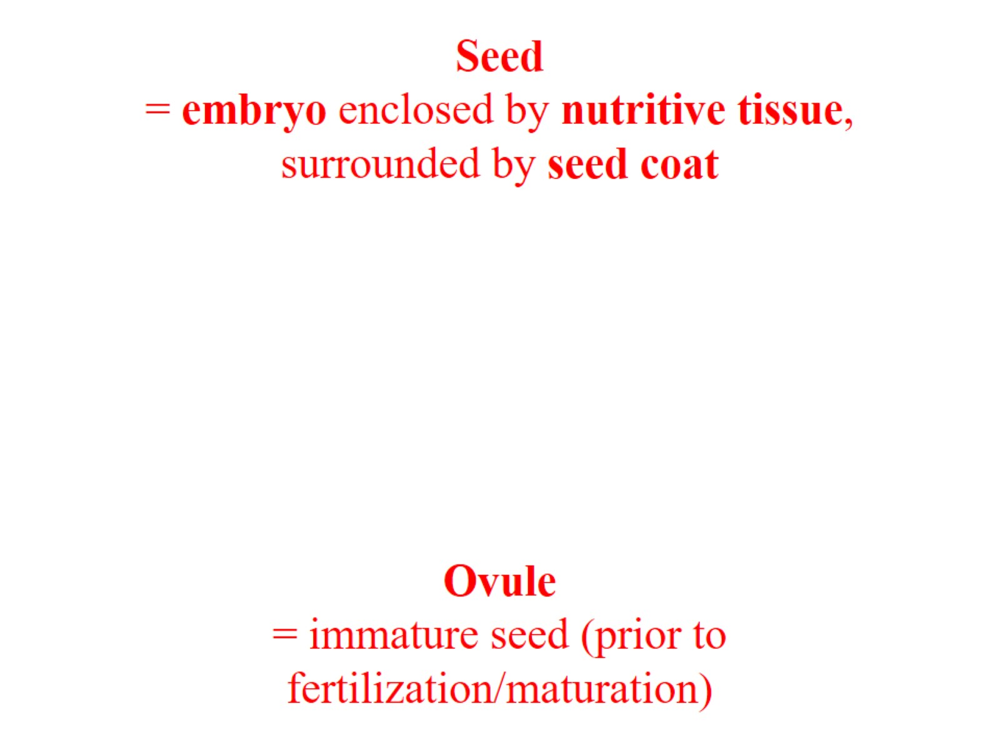 Seed
= embryo enclosed by nutritive tissue,
surrounded by seed coat
Ovule
= immature seed (prior to
fertilization/maturation)